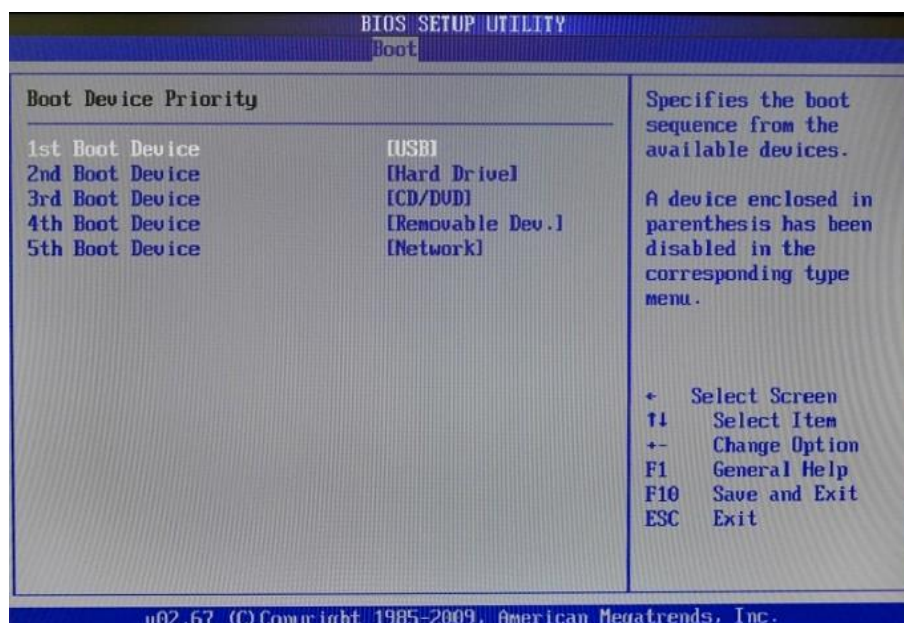 BIOS SETUP UTILITY
Boot
Boot Device Priority
1st Boot Device [USB]
2nd Boot Device [Hard Drive]
3rd Boot Device [CD/DVD]
4th Boot Device [Removable Dev.]
5th Boot Device [Network]
Specifies the boot
sequence from the
available devices.
A device enclosed in
parenthesis has been
disabled in the
corresponding type
menu.
← Select Screen
↑↓ Select Item
+- Change Option
F1 General Help
F10 Save and Exit
ESC Exit
v02.67 (C)Copyright 1985-2009, American Megatrends, Inc.